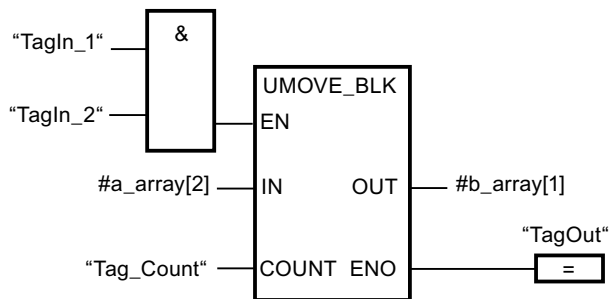 "TagIn_1“
&
"TagIn_2“
UMOVE_BLK
EN
#a_array[2]
IN
OUT
#b_array[1]
"TagOut“
"Tag_Count“
COUNT
ENO
=